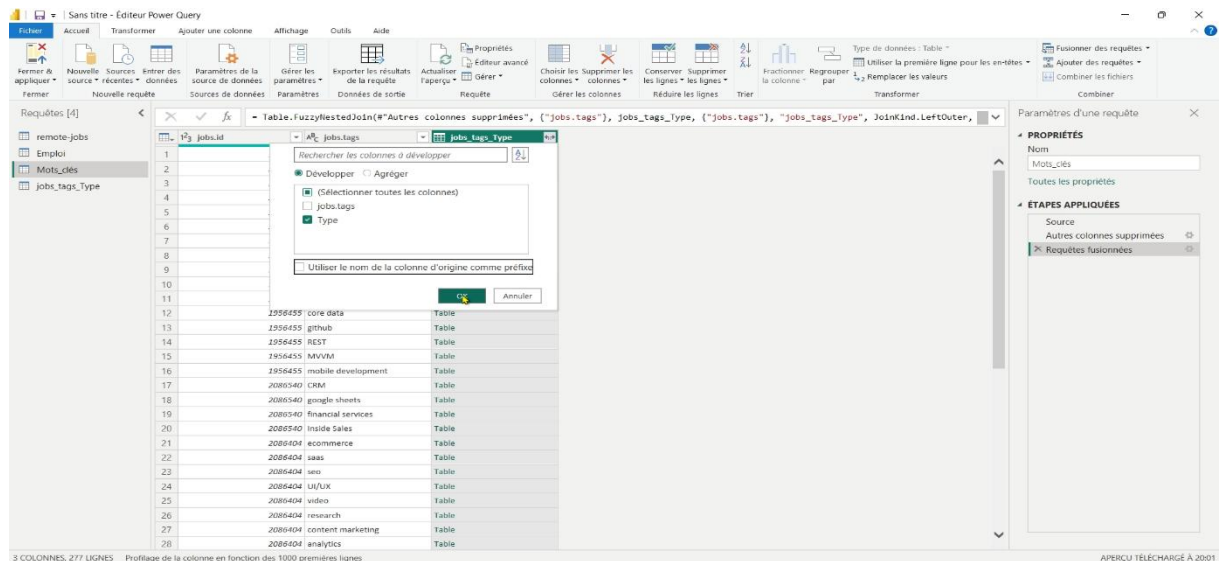 Sans titre - Éditeur Power Query
Fichier Accueil Transformer Ajouter une colonne Affichage Outils Aide
Fermer & appliquer
Nouvelle source
Sources récentes
Entrer des données
Paramètres de la source de données
Gérer les paramètres
Exporter les résultats de la requête
Actualiser l'aperçu
Propriétés
Éditeur avancé
Gérer
Choisir les colonnes
Supprimer les colonnes
Conserver les lignes
Supprimer les lignes
Fractionner la colonne
Regrouper par
Type de données : Table
Utiliser la première ligne pour les en-têtes
Remplacer les valeurs
Fusionner des requêtes
Ajouter des requêtes
Combiner les fichiers
Fermer Nouvelle requête Sources de données Paramètres Données de sortie Requête Gérer les colonnes Réduire les lignes Trier Transformer Combiner
Requêtes [4]
remote-jobs
Emploi
Mots_clés
jobs_tags_Type
fx = Table.FuzzyNestedJoin(#"Autres colonnes supprimées", {"jobs.tags"}, jobs_tags_Type, {"jobs.tags"}, "jobs_tags_Type", JoinKind.LeftOuter,
1²3 jobs.id ABC jobs.tags jobs_tags_Type
Rechercher les colonnes à développer
Développer Agréger
(Sélectionner toutes les colonnes)
jobs.tags
Type
Utiliser le nom de la colonne d'origine comme préfixe
OK Annuler
1
2
3
4
5
6
7
8
9
10
11
12 1956455 core data Table
13 1956455 github Table
14 1956455 REST Table
15 1956455 MVVM Table
16 1956455 mobile development Table
17 2086540 CRM Table
18 2086540 google sheets Table
19 2086540 financial services Table
20 2086540 Inside Sales Table
21 2086404 ecommerce Table
22 2086404 saas Table
23 2086404 seo Table
24 2086404 UI/UX Table
25 2086404 video Table
26 2086404 research Table
27 2086404 content marketing Table
28 2086404 analytics Table
Paramètres d'une requête
PROPRIÉTÉS
Nom
Mots_clés
Toutes les propriétés
ÉTAPES APPLIQUÉES
Source
Autres colonnes supprimées
Requêtes fusionnées
3 COLONNES, 277 LIGNES Profilage de la colonne en fonction des 1000 premières lignes
APERÇU TÉLÉCHARGÉ À 20:01